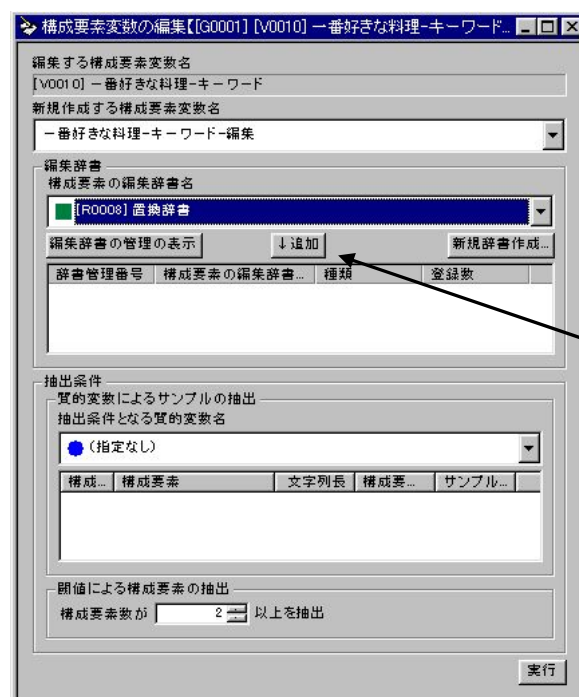 構成要素変数の編集【[G0001] [V0010] 一番好きな料理-キーワード...
編集する構成要素変数名
[V0010] 一番好きな料理-キーワード
新規作成する構成要素変数名
一番好きな料理-キーワード-編集
編集辞書
構成要素の編集辞書名
[R0008] 置換辞書
編集辞書の管理の表示 ↓追加 新規辞書作成...
辞書管理番号 構成要素の編集辞書... 種類 登録数
抽出条件
質的変数によるサンプルの抽出
抽出条件となる質的変数名
(指定なし)
構成... 構成要素 文字列長 構成要... サンプル...
閾値による構成要素の抽出
構成要素数が 2 以上を抽出
実行